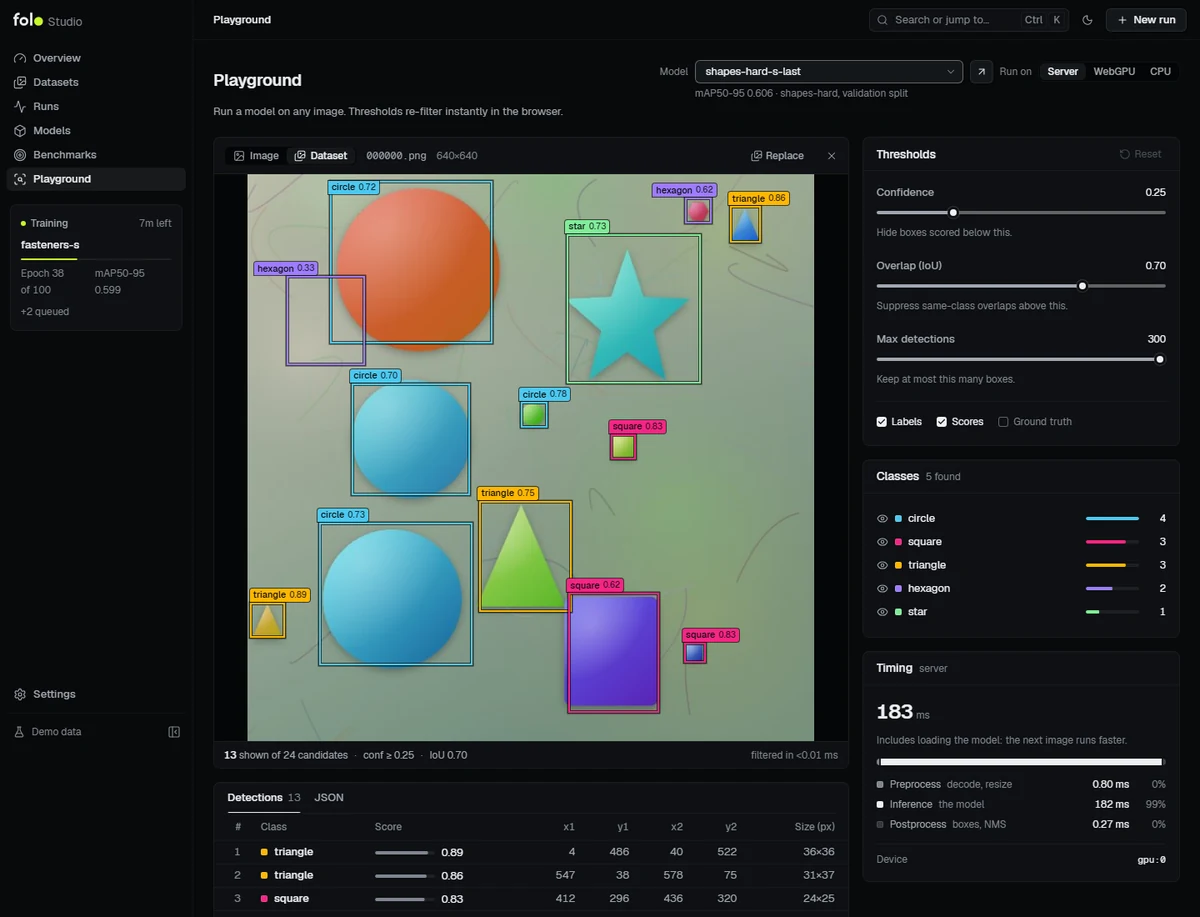 folo Studio
Overview
Datasets
Runs
Models
Benchmarks
Playground
Training 7m left
fasteners-s
Epoch 38 of 100
mAP50-95 0.599
+2 queued
Settings
Demo data
Playground
Search or jump to… Ctrl K
New run
Playground
Run a model on any image. Thresholds re-filter instantly in the browser.
Model shapes-hard-s-last
mAP50-95 0.606 · shapes-hard, validation split
Run on Server WebGPU CPU
Image Dataset 000000.png 640×640 Replace
circle 0.72
hexagon 0.62
triangle 0.86
star 0.73
hexagon 0.33
circle 0.70
circle 0.78
square 0.83
triangle 0.75
circle 0.73
square 0.62
triangle 0.89
square 0.83
13 shown of 24 candidates · conf ≥ 0.25 · IoU 0.70 filtered in <0.01 ms
Detections 13 JSON
# Class Score x1 y1 x2 y2 Size (px)
1 triangle 0.89 4 486 40 522 36×36
2 triangle 0.86 547 38 578 75 31×37
3 square 0.83 412 296 436 320 24×25
Thresholds Reset
Confidence 0.25
Hide boxes scored below this.
Overlap (IoU) 0.70
Suppress same-class overlaps above this.
Max detections 300
Keep at most this many boxes.
Labels Scores Ground truth
Classes 5 found
circle 4
square 3
triangle 3
hexagon 2
star 1
Timing server
183 ms
Includes loading the model: the next image runs faster.
Preprocess decode, resize 0.80 ms 0%
Inference the model 182 ms 99%
Postprocess boxes, NMS 0.27 ms 0%
Device gpu:0